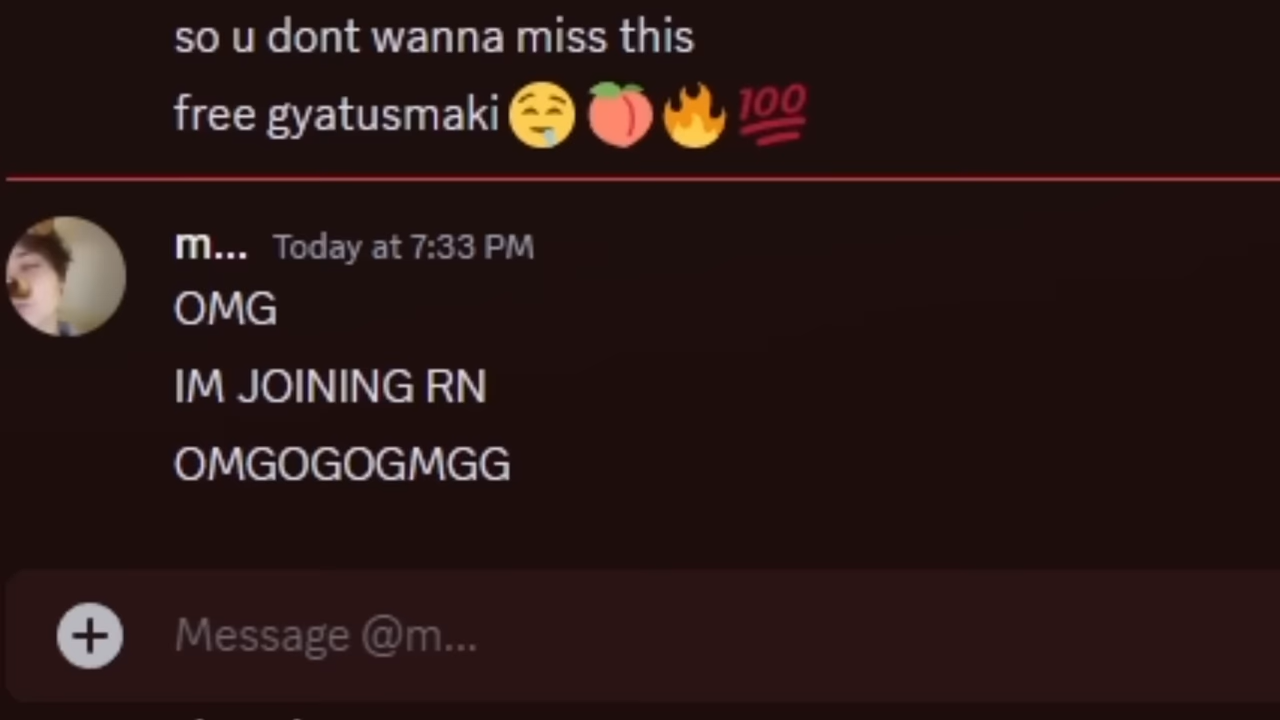 so u dont wanna miss this
free gyatusmaki🤤🍑🔥💯
m... Today at 7:33 PM
OMG
IM JOINING RN
OMGOGOGMGG
Message @m...